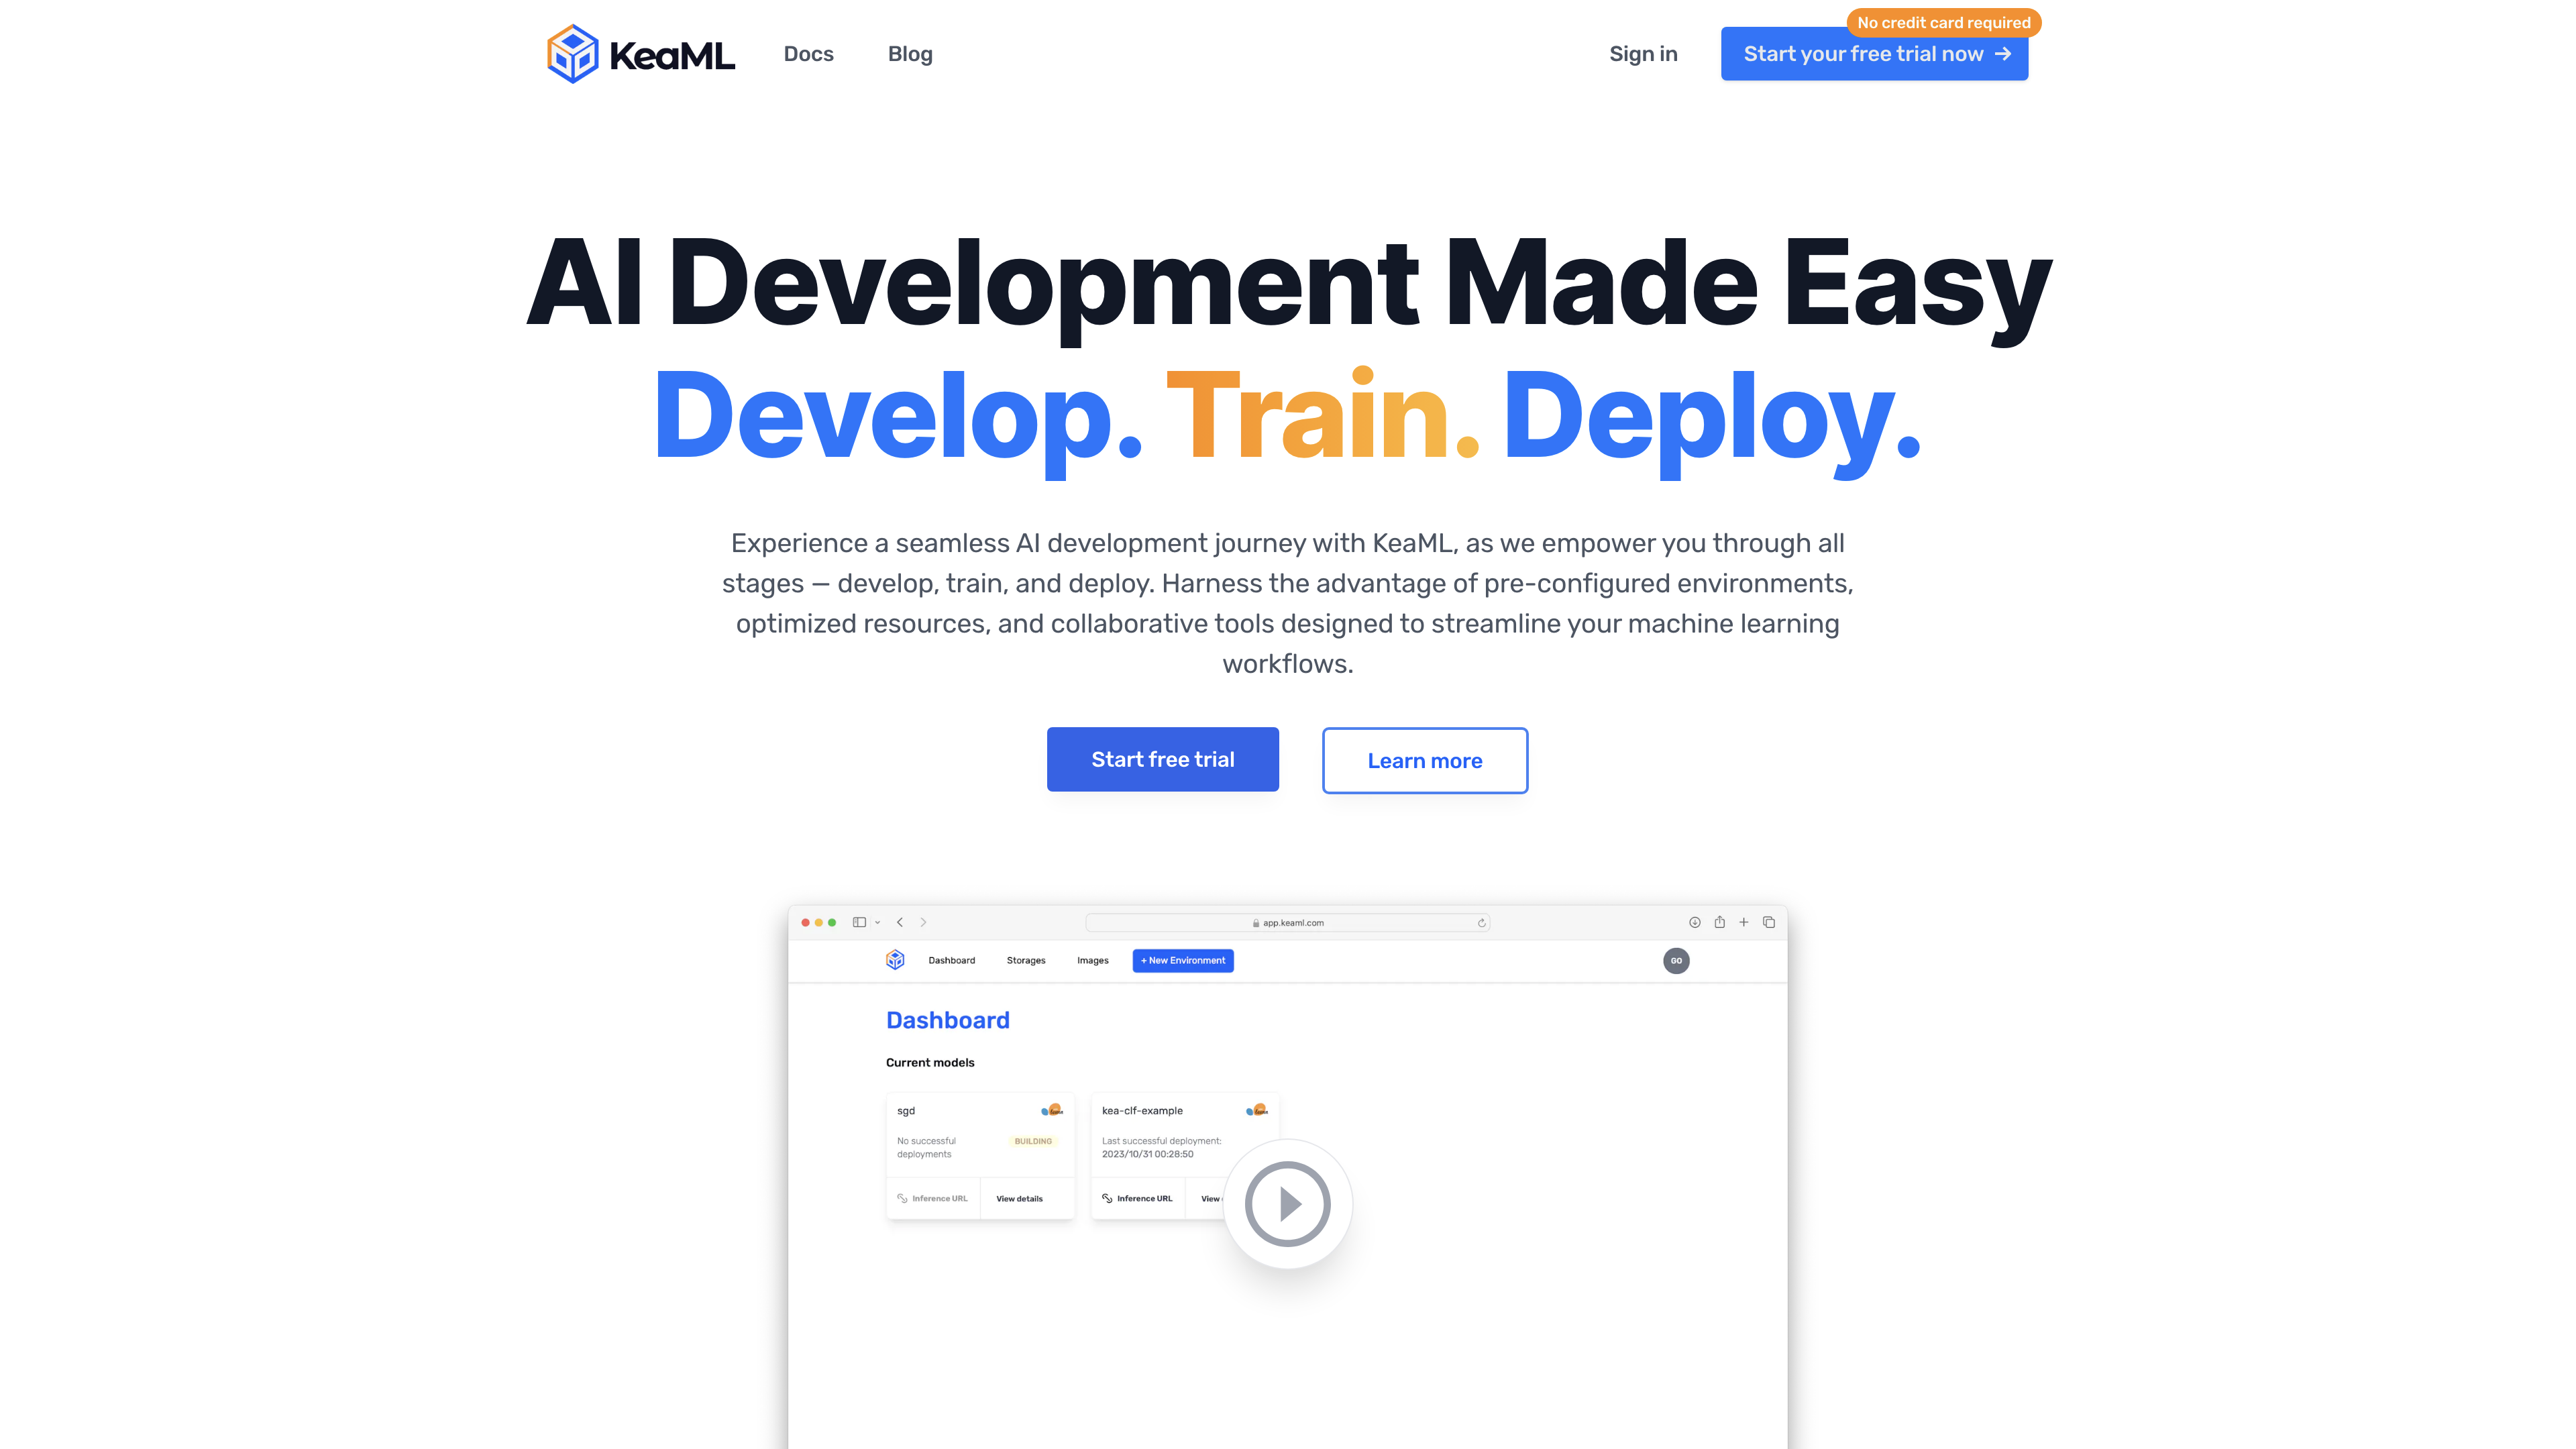 KeaML
Docs
Blog
Sign in
No credit card required
Start your free trial now →
AI Development Made Easy
Develop. Train. Deploy.
Experience a seamless AI development journey with KeaML, as we empower you through all
stages — develop, train, and deploy. Harness the advantage of pre-configured environments,
optimized resources, and collaborative tools designed to streamline your machine learning
workflows.
Start free trial
Learn more
app.keaml.com
Dashboard
Storages
Images
+ New Environment
GO
Dashboard
Current models
sgd
No successful
deployments
BUILDING
Inference URL
View details
kea-clf-example
Last successful deployment:
2023/10/31 00:28:50
Inference URL
View